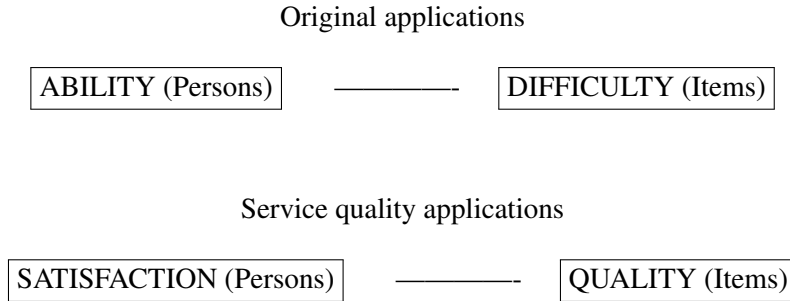 Original applications
ABILITY (Persons) ————- DIFFICULTY (Items)
Service quality applications
SATISFACTION (Persons) ————- QUALITY (Items)